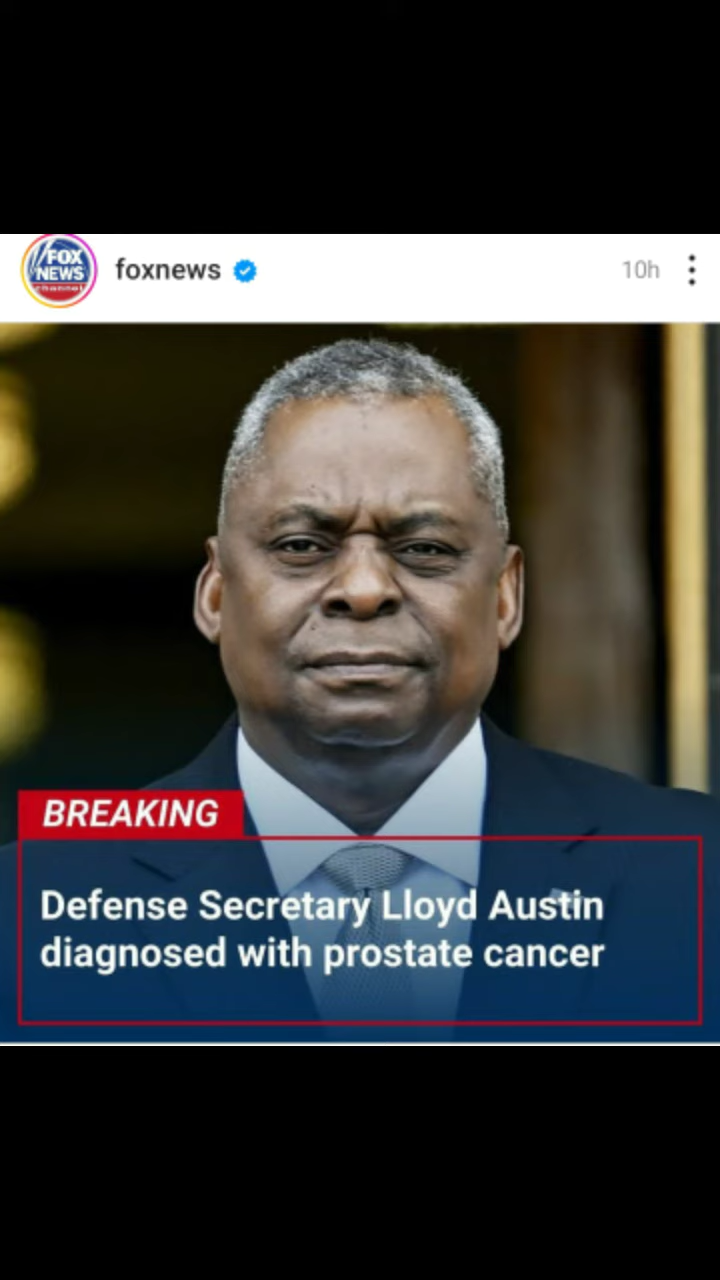 FOX
NEWS
channel
foxnews
10h
BREAKING
Defense Secretary Lloyd Austin
diagnosed with prostate cancer